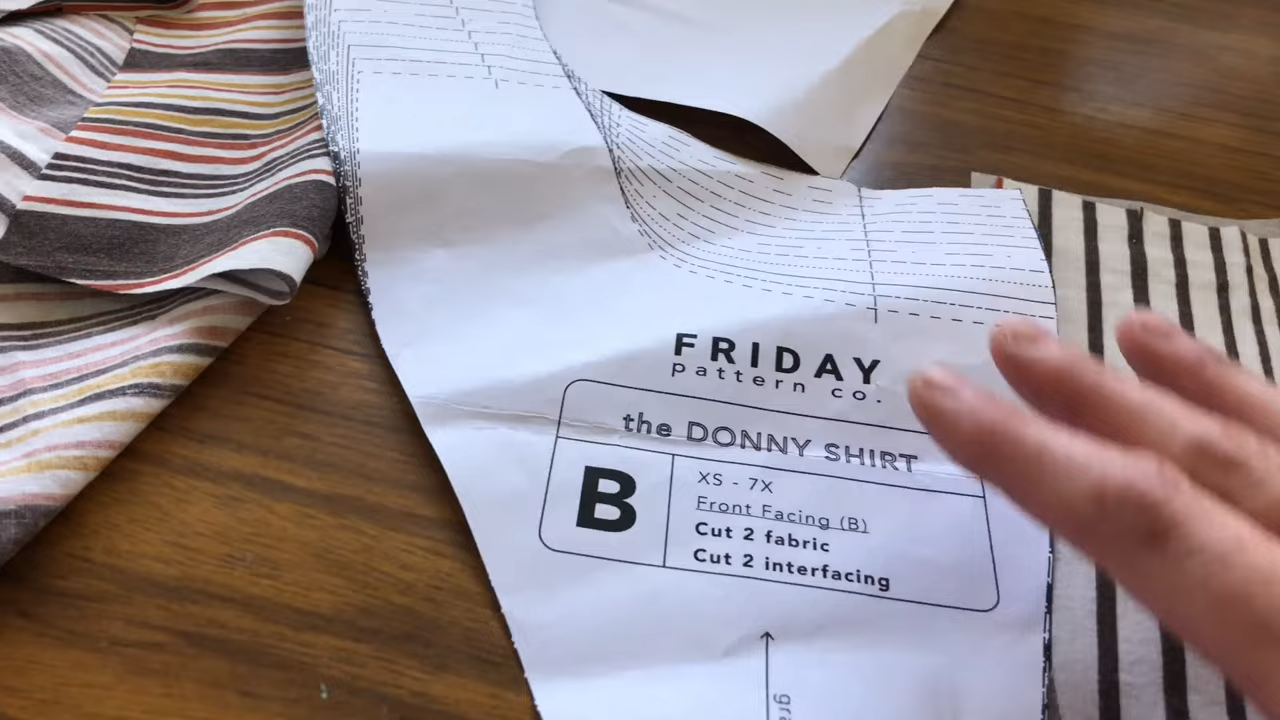 FRIDAY
pattern co.
the DONNY SHIRT
B
XS - 7X
Front Facing (B)
Cut 2 fabric
Cut 2 interfacing